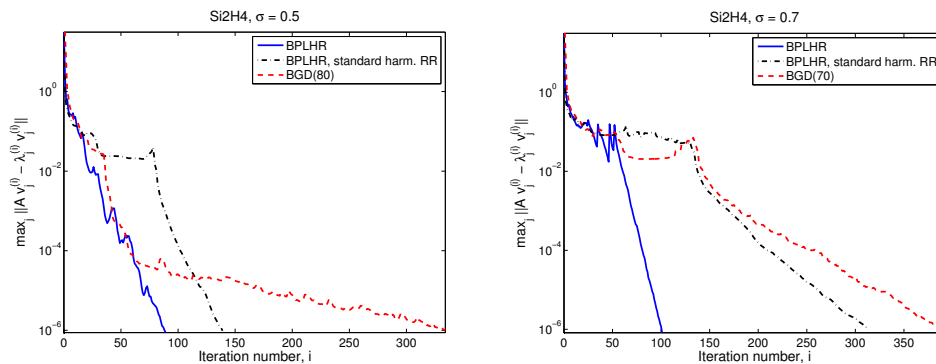 Si2H4, σ = 0.5
BPLHR
BPLHR, standard harm. RR
BGD(80)
max_j ||A v_j^(i) − λ_j^(i) v_j^(i)||
10^0
10^−2
10^−4
10^−6
0 50 100 150 200 250 300
Iteration number, i
Si2H4, σ = 0.7
BPLHR
BPLHR, standard harm. RR
BGD(70)
max_j ||A v_j^(i) − λ_j^(i) v_j^(i)||
10^0
10^−2
10^−4
10^−6
0 50 100 150 200 250 300 350
Iteration number, i